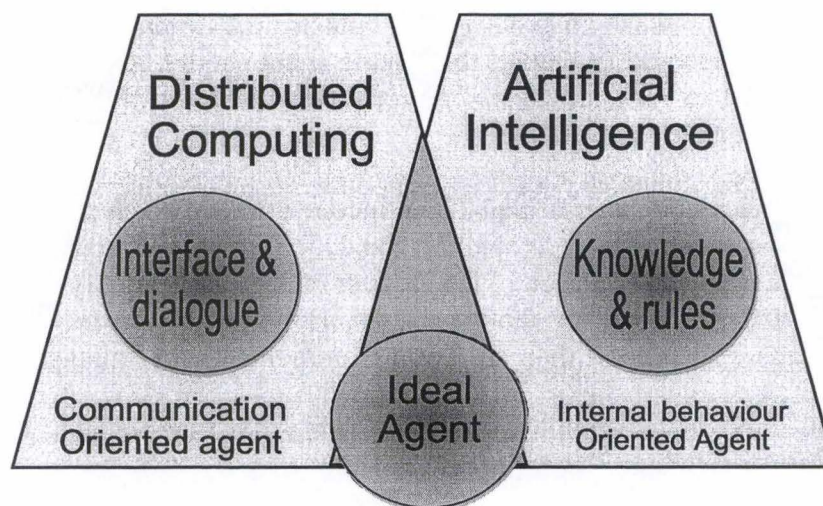 Distributed
Computing
Artificial
Intelligence
Interface &
dialogue
Knowledge
& rules
Ideal
Agent
Communication
Oriented agent
Internal behaviour
Oriented Agent